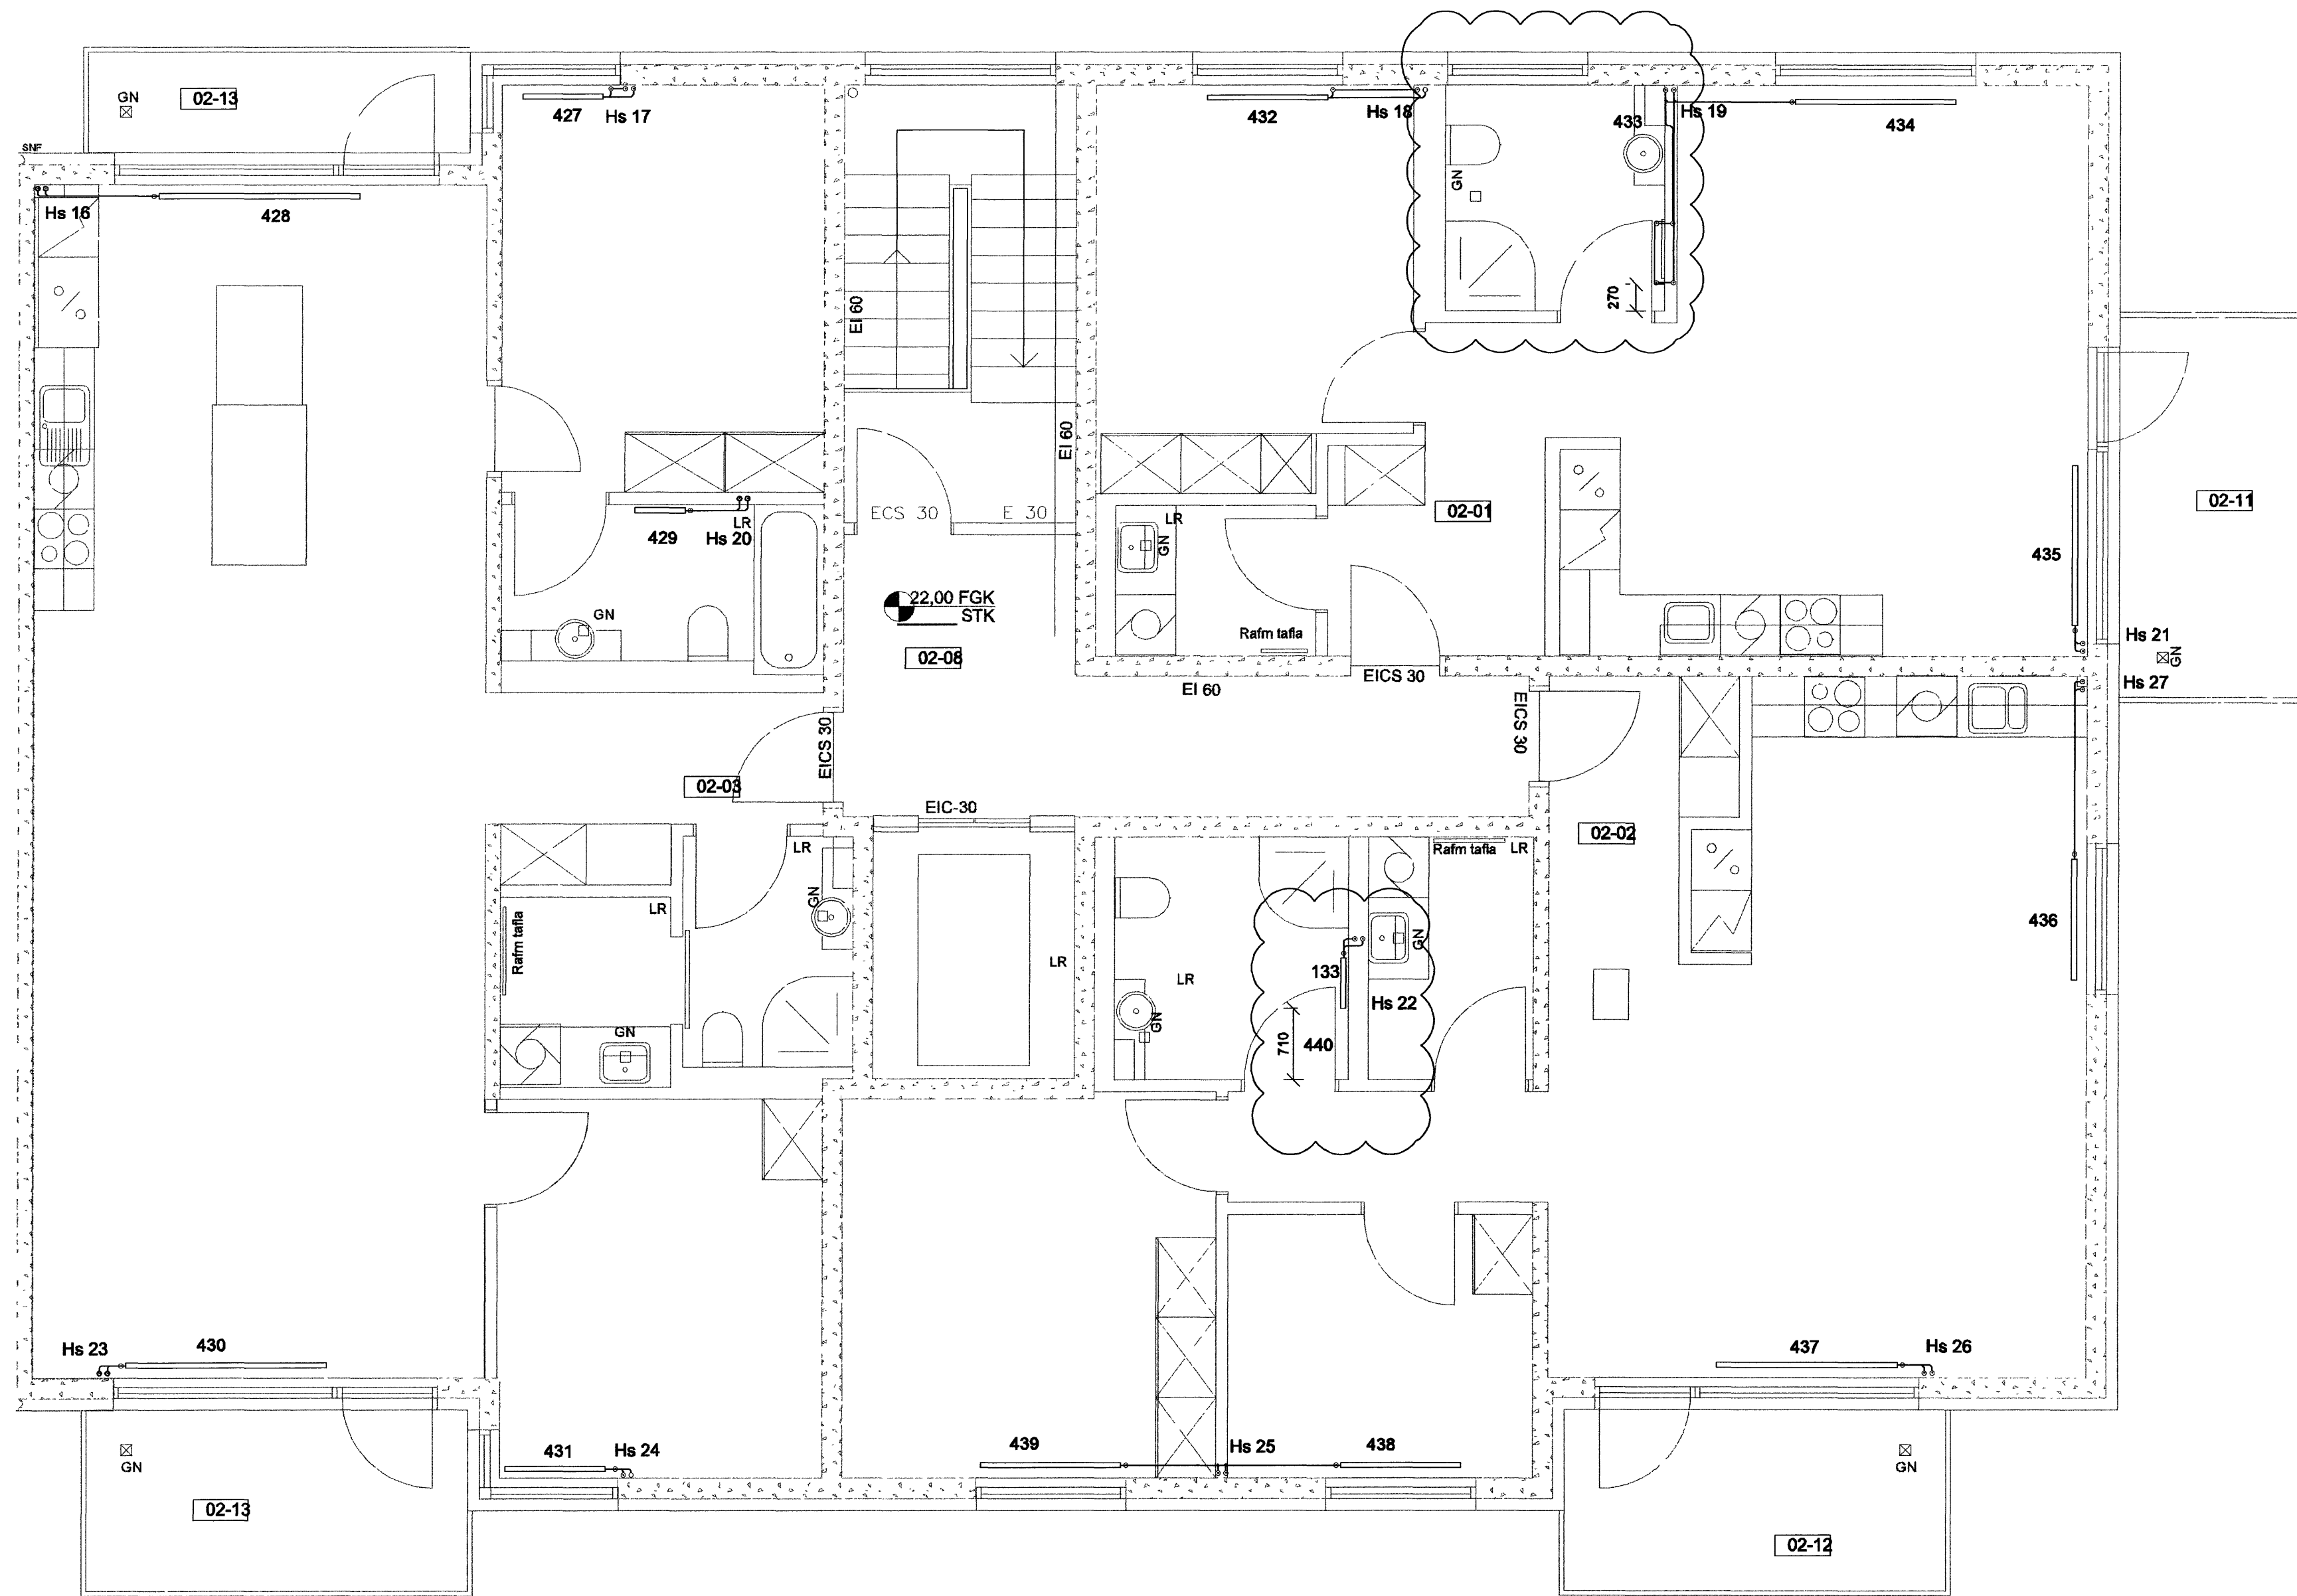 GN
02-13
427
Hs 17
432
Hs 18
433
Hs 19
434
SNF
GN
Hs 16
428
270
EI 60
EI 60
ECS 30
E 30
LR
429
Hs 20
LR
GN
02-01
02-11
435
22,00 FGK
STK
GN
Rafm tafla
02-08
Hs 21
GN
EI 60
EICS 30
Hs 27
EICS 30
EICS 30
02-03
EIC-30
02-02
LR
Rafm tafla
LR
GN
LR
Rafm tafla
LR
436
GN
133
LR
Hs 22
GN
GN
710
440
Hs 23
430
437
Hs 26
431
Hs 24
439
Hs 25
438
GN
GN
02-13
02-12